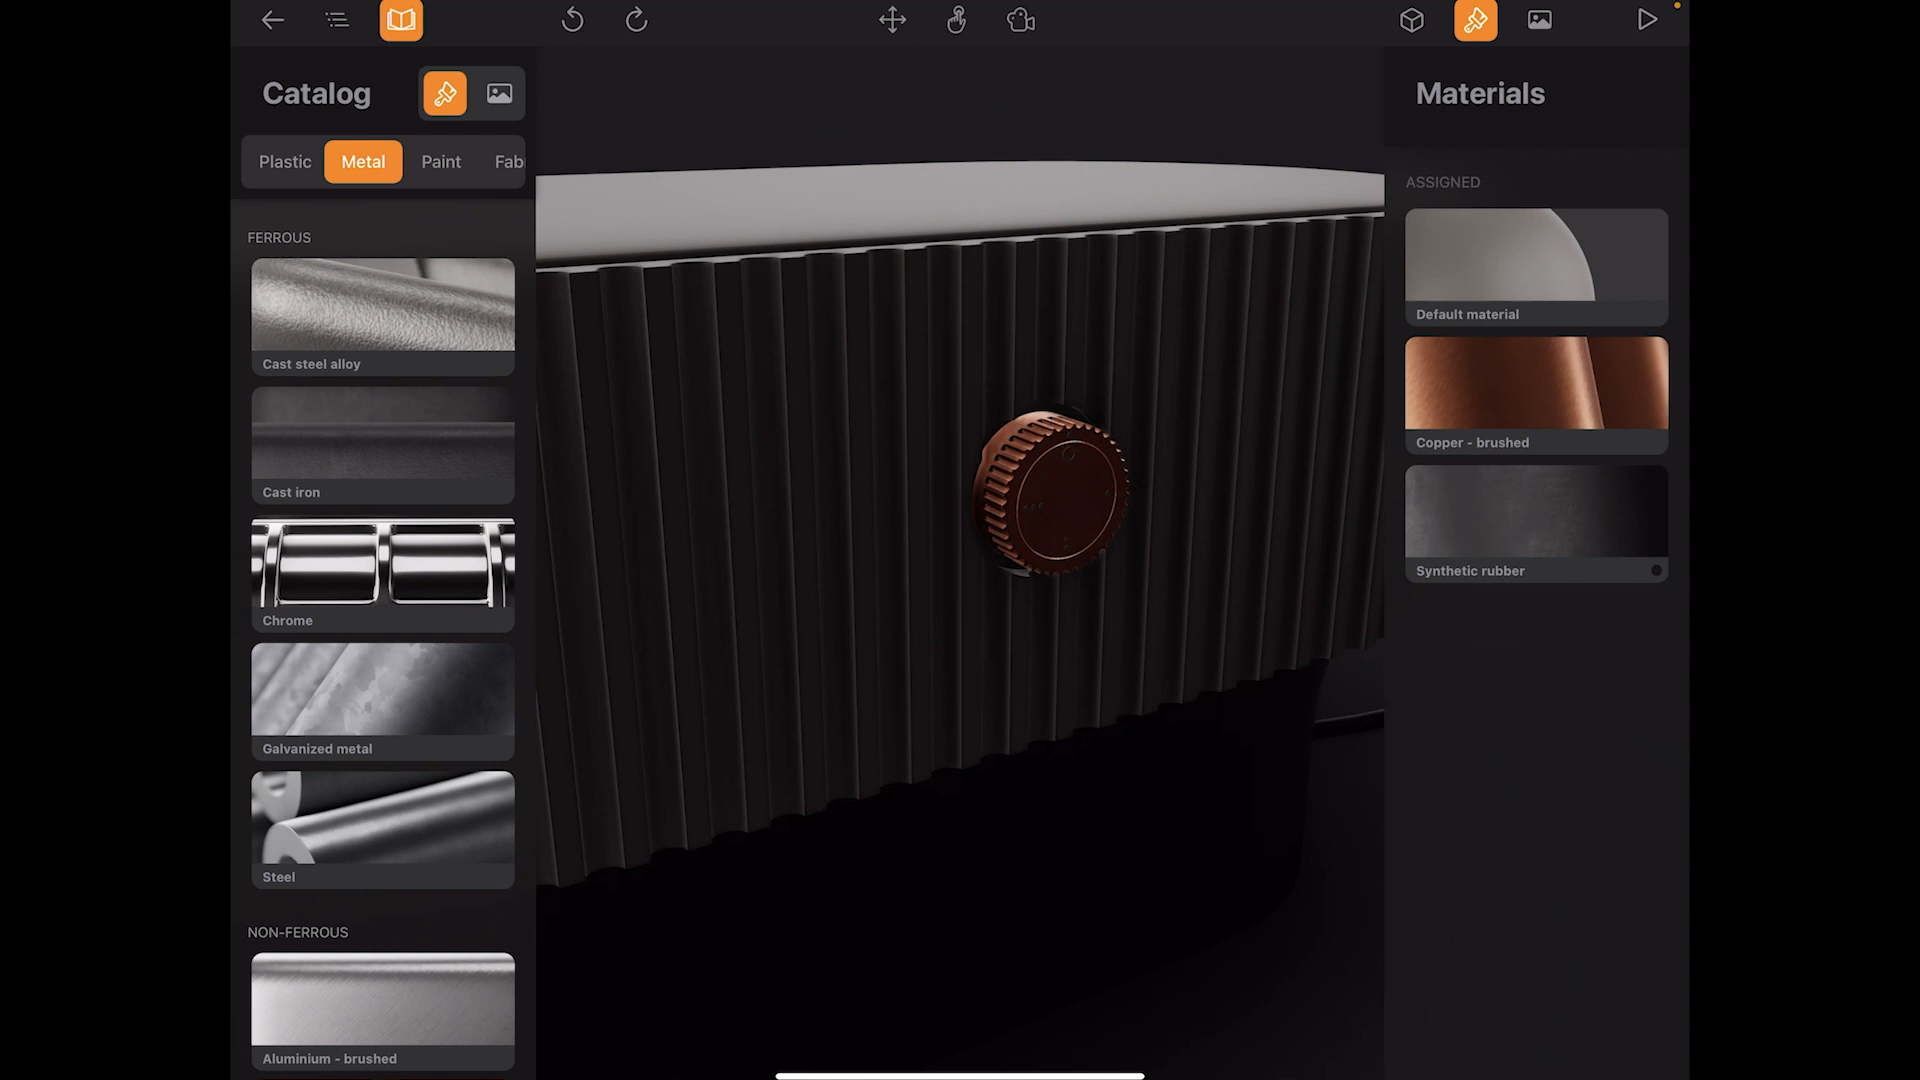 Catalog
Plastic
Metal
Paint
Fab
FERROUS
Cast steel alloy
Cast iron
Chrome
Galvanized metal
Steel
NON-FERROUS
Aluminium - brushed
Materials
ASSIGNED
Default material
Copper - brushed
Synthetic rubber